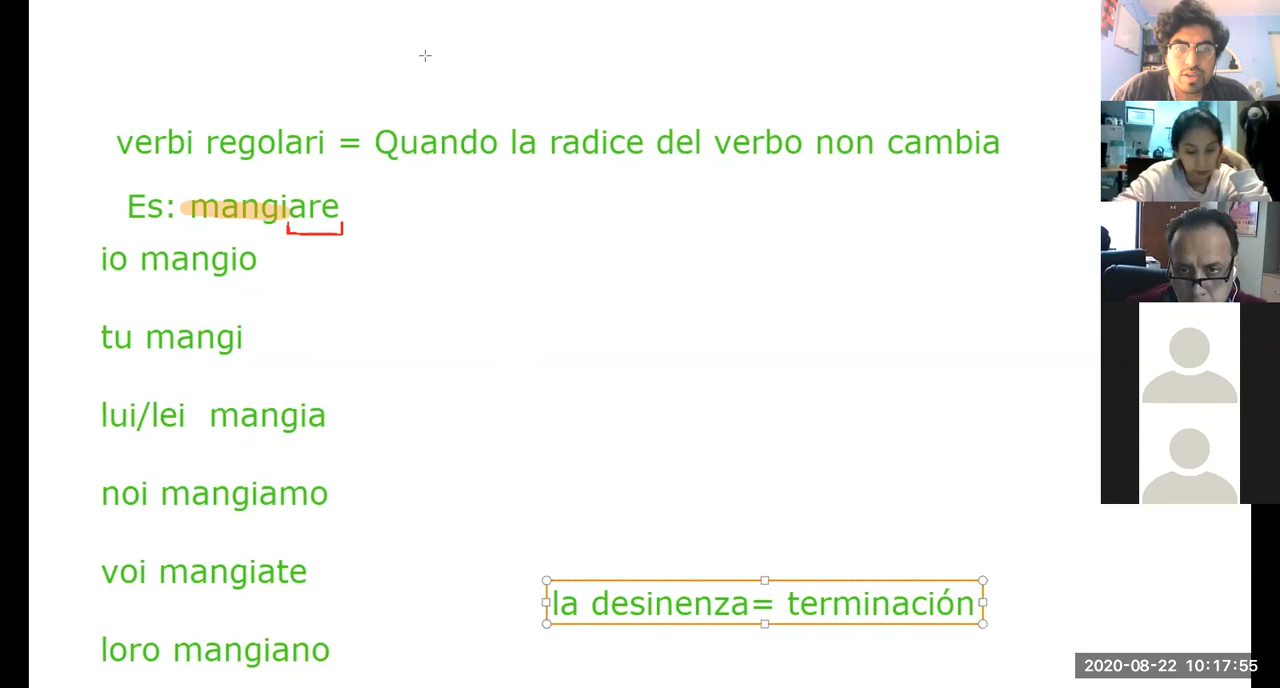 verbi regolari = Quando la radice del verbo non cambia
Es: mangiare
io mangio
tu mangi
lui/lei mangia
noi mangiamo
voi mangiate
la desinenza= terminación
loro mangiano
2020-08-22 10:17:55